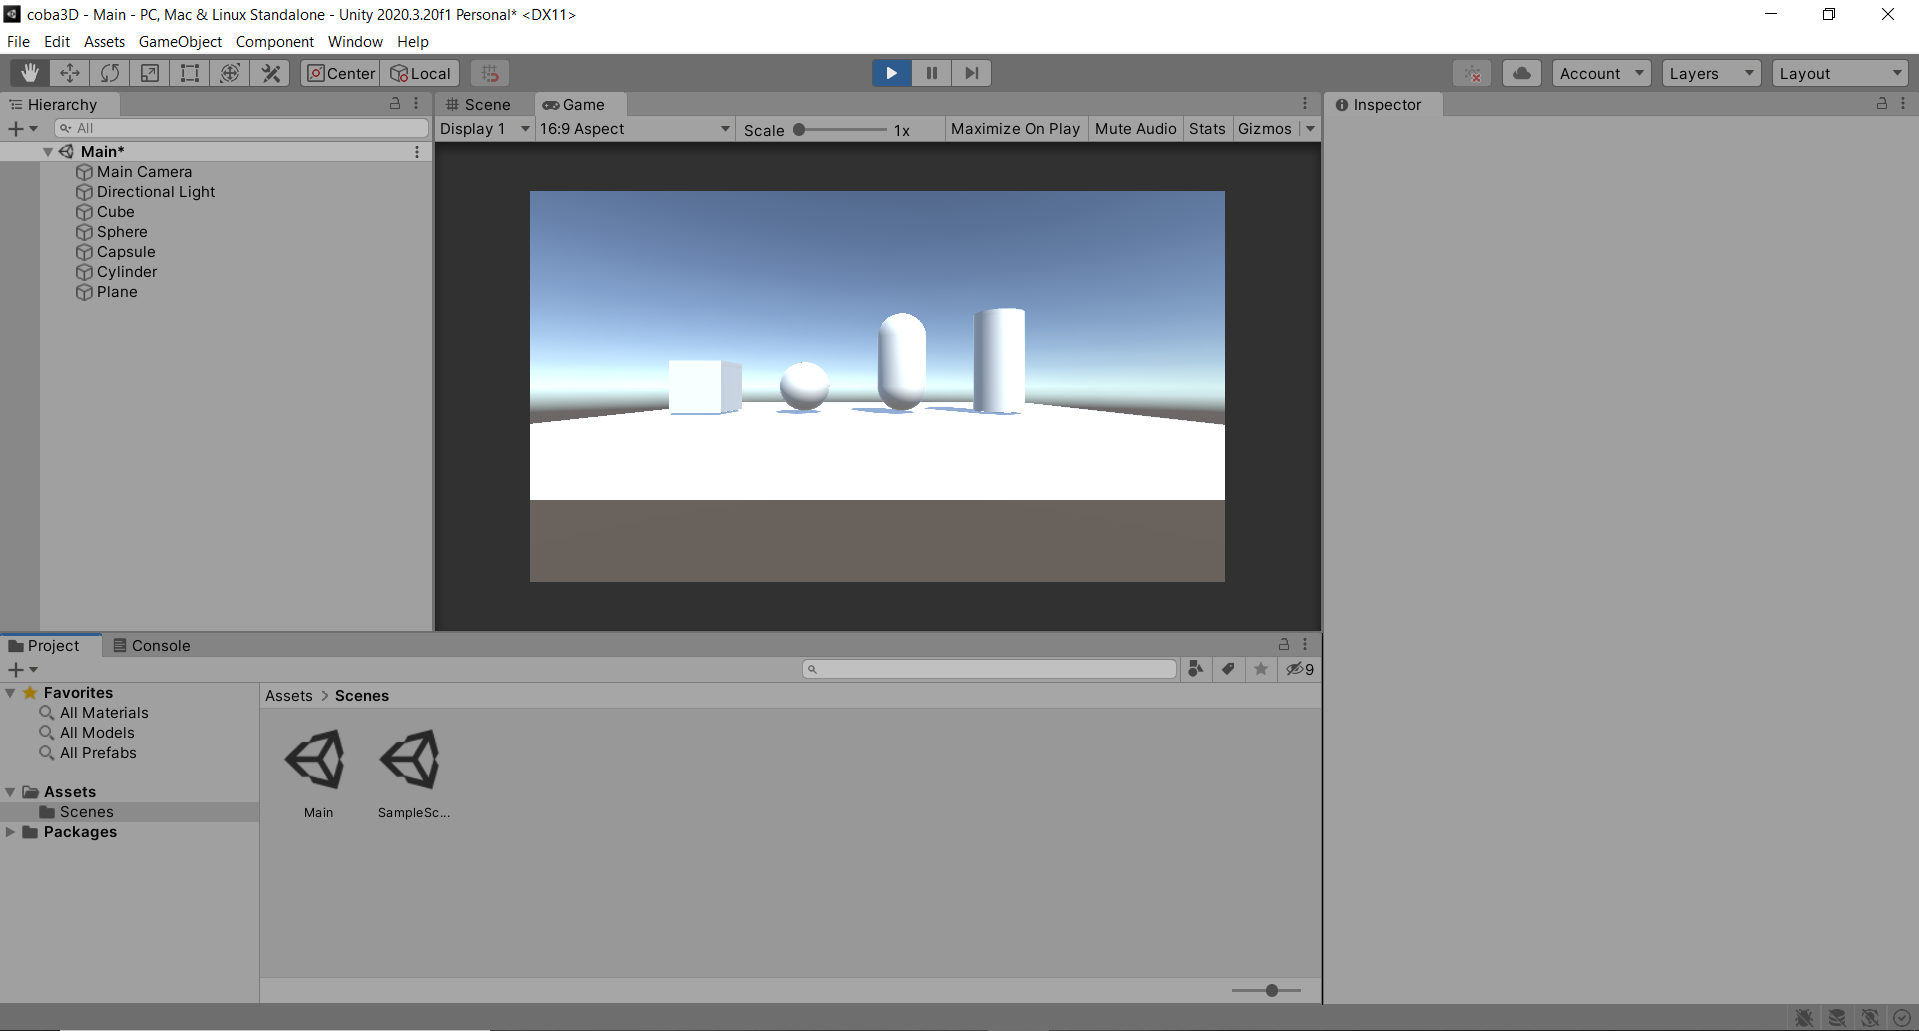 coba3D - Main - PC, Mac & Linux Standalone - Unity 2020.3.20f1 Personal* <DX11>
File Edit Assets GameObject Component Window Help
Center Local Account Layers Layout
Hierarchy Scene Game Inspector
All Display 1 16:9 Aspect Scale 1x Maximize On Play Mute Audio Stats Gizmos
Main*
Main Camera
Directional Light
Cube
Sphere
Capsule
Cylinder
Plane
Project Console
9
Favorites Assets > Scenes
All Materials
All Models
All Prefabs
Assets
Scenes Main SampleSc...
Packages